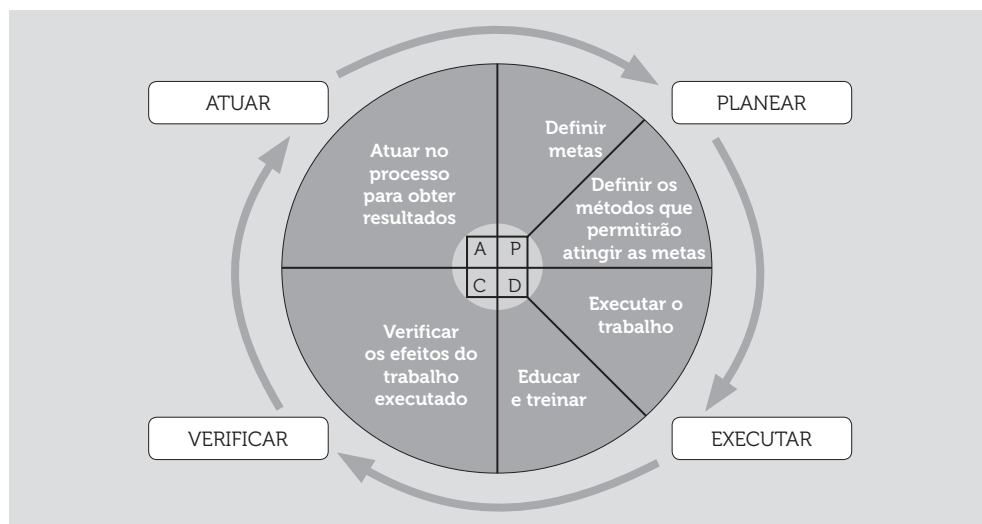 ATUAR
PLANEAR
Definir
metas
Atuar no
processo
para obter
resultados
Definir os
métodos que
permitirão
atingir as metas
A P
C D
Executar o
trabalho
Verificar
os efeitos do
trabalho
executado
Educar
e treinar
VERIFICAR
EXECUTAR